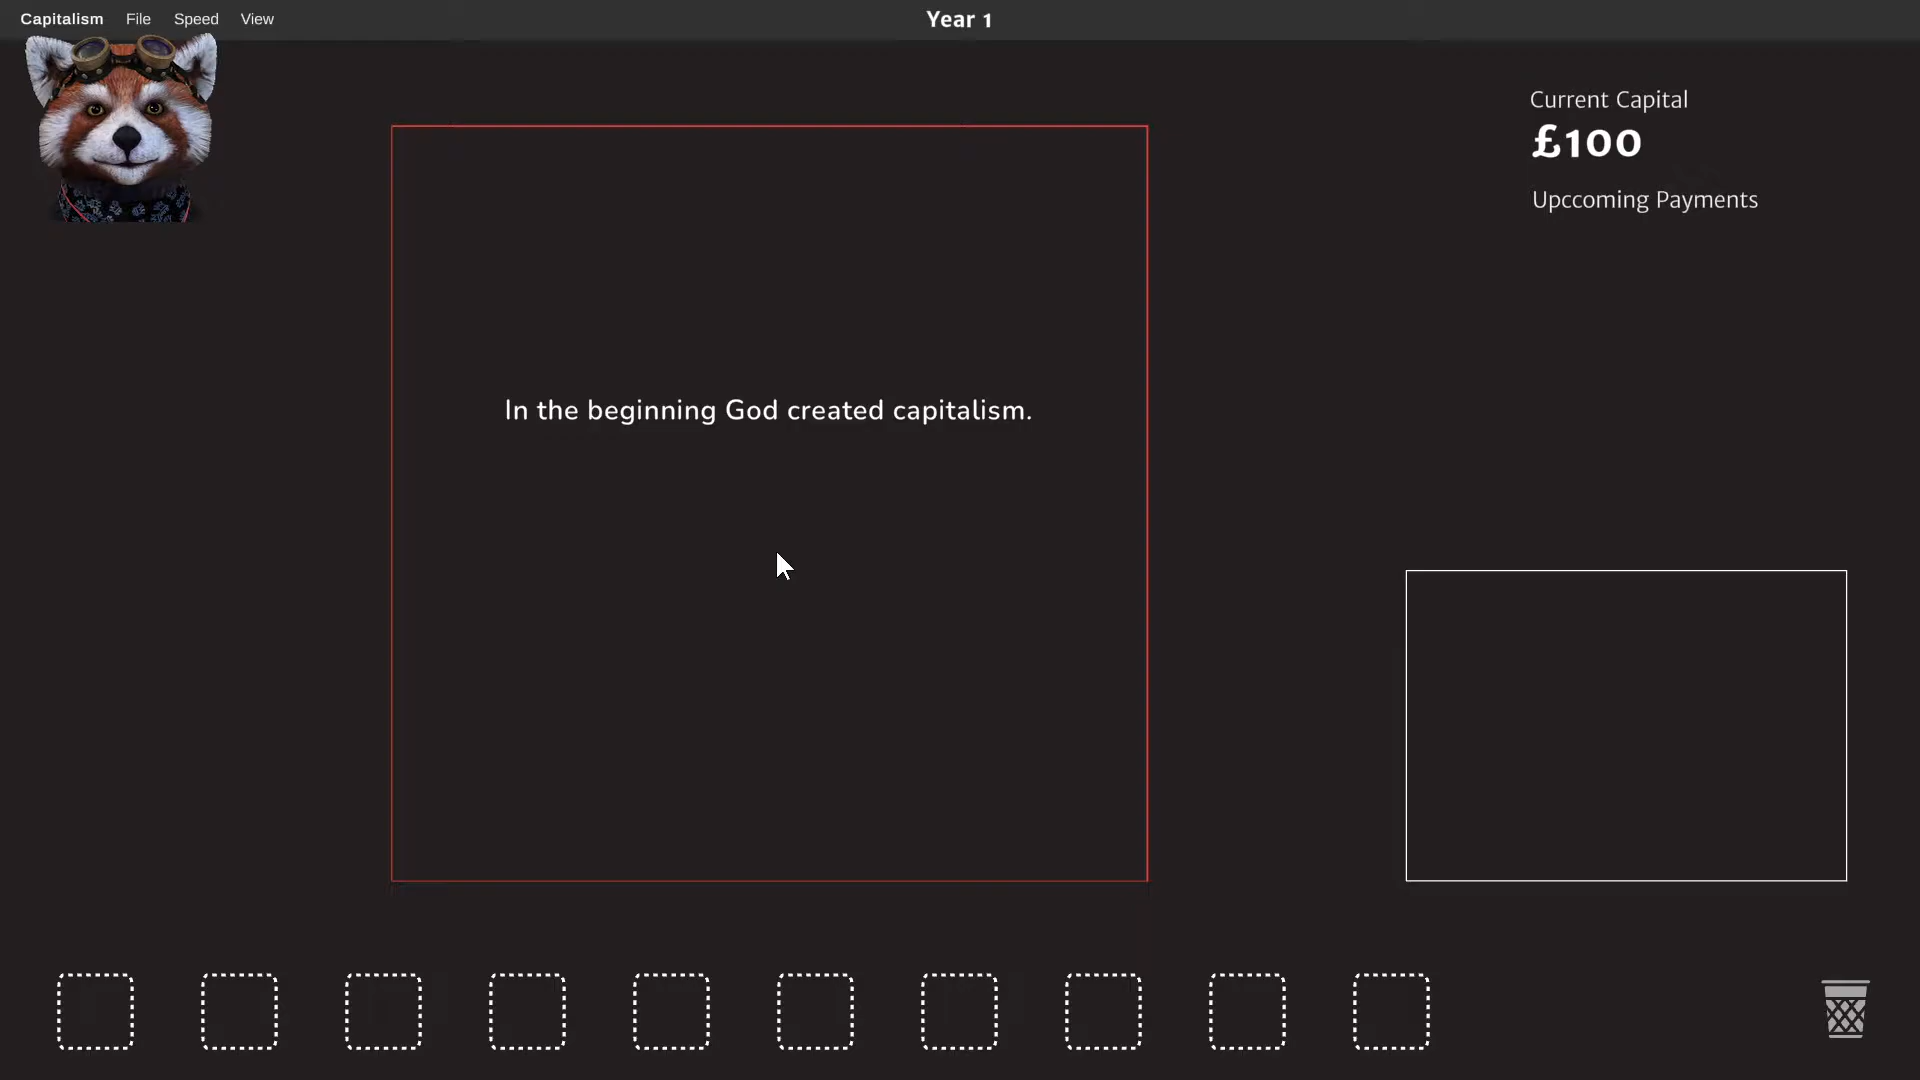 Capitalism File Speed View
Year 1
Current Capital
£100
Upccoming Payments
In the beginning God created capitalism.